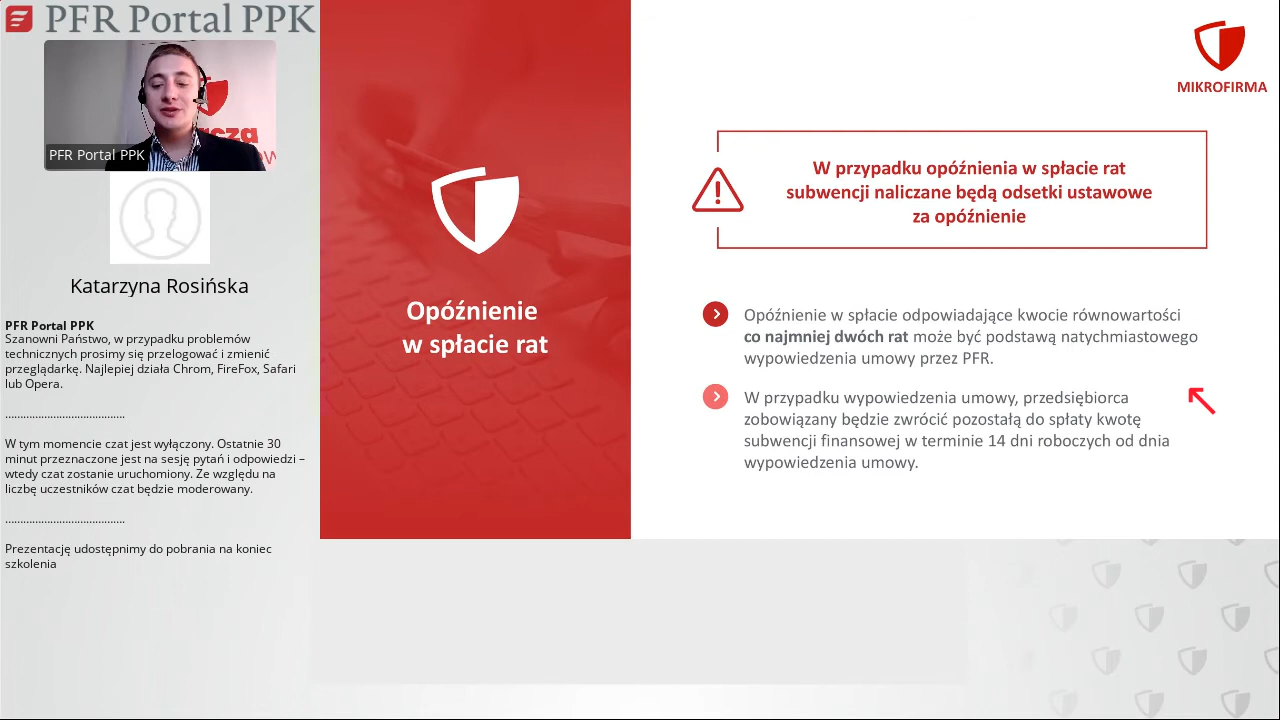 PFR Portal PPK
PFR Portal PPK
Katarzyna Rosińska
PFR Portal PPK
Szanowni Państwo, w przypadku problemów
technicznych prosimy się przelogować i zmienić
przeglądarkę. Najlepiej działa Chrom, FireFox, Safari
lub Opera.
........................................
W tym momencie czat jest wyłączony. Ostatnie 30
minut przeznaczone jest na sesję pytań i odpowiedzi –
wtedy czat zostanie uruchomiony. Ze względu na
liczbę uczestników czat będzie moderowany.
........................................
Prezentację udostępnimy do pobrania na koniec
szkolenia
Opóźnienie
w spłacie rat
MIKROFIRMA
W przypadku opóźnienia w spłacie rat
subwencji naliczane będą odsetki ustawowe
za opóźnienie
Opóźnienie w spłacie odpowiadające kwocie równowartości
co najmniej dwóch rat może być podstawą natychmiastowego
wypowiedzenia umowy przez PFR.
W przypadku wypowiedzenia umowy, przedsiębiorca
zobowiązany będzie zwrócić pozostałą do spłaty kwotę
subwencji finansowej w terminie 14 dni roboczych od dnia
wypowiedzenia umowy.